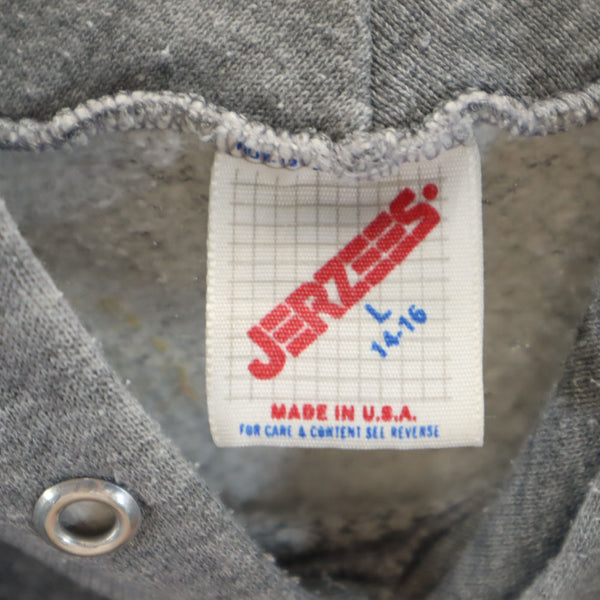 JERZEES
L
14-16
MADE IN U.S.A.
FOR CARE & CONTENT SEE REVERSE